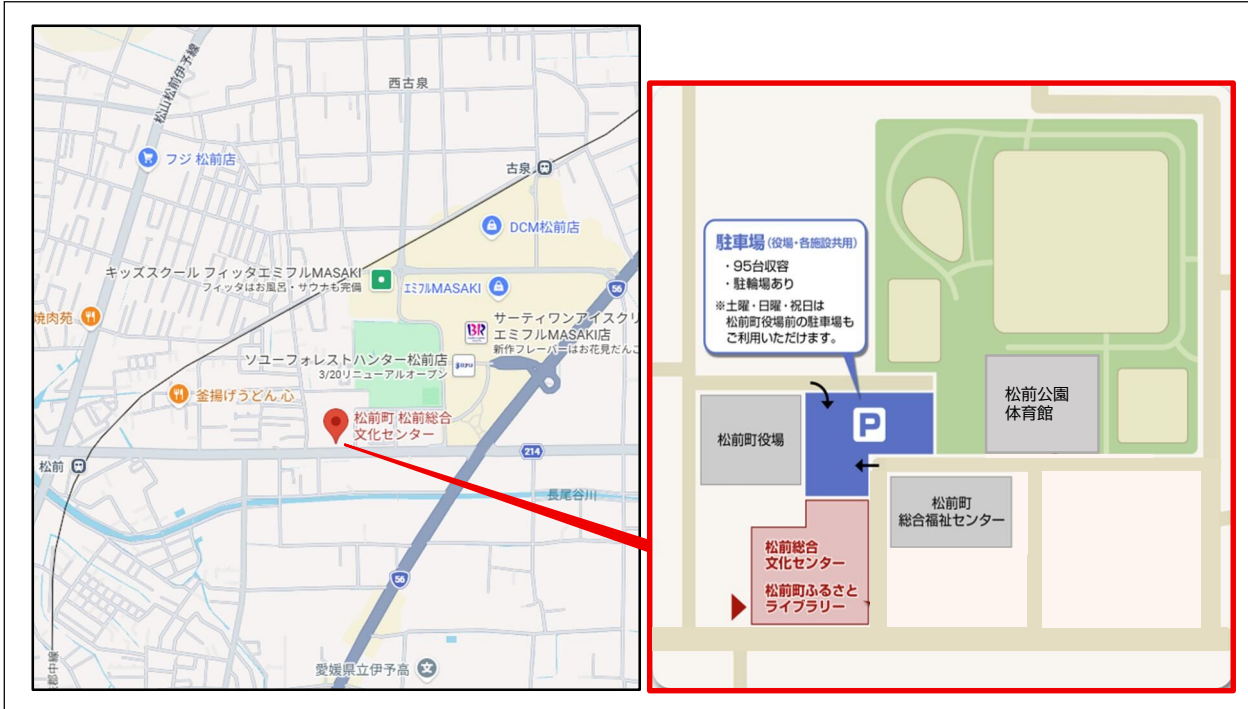 松山松前伊予線
西古泉
フジ 松前店
古泉
DCM松前店
キッズスクール フィッタエミフルMASAKI
フィッタはお風呂・サウナも完備
エミフルMASAKI
56
焼肉苑
BR
サーティワンアイスクリ
エミフルMASAKI店
新作フレーバーはお花見だんご
ソユーフォレストハンター松前店
3/20リニューアルオープン
soyu
釜揚げうどん 心
松前町 松前総合
文化センター
松前
214
長尾谷川
56
愛媛県立伊予高
郡中線
駐車場(役場・各施設共用)
・95台収容
・駐輪場あり
※土曜・日曜・祝日は
松前町役場前の駐車場も
ご利用いただけます。
松前公園
体育館
P
松前町役場
松前町
総合福祉センター
松前総合
文化センター
松前町ふるさと
ライブラリー